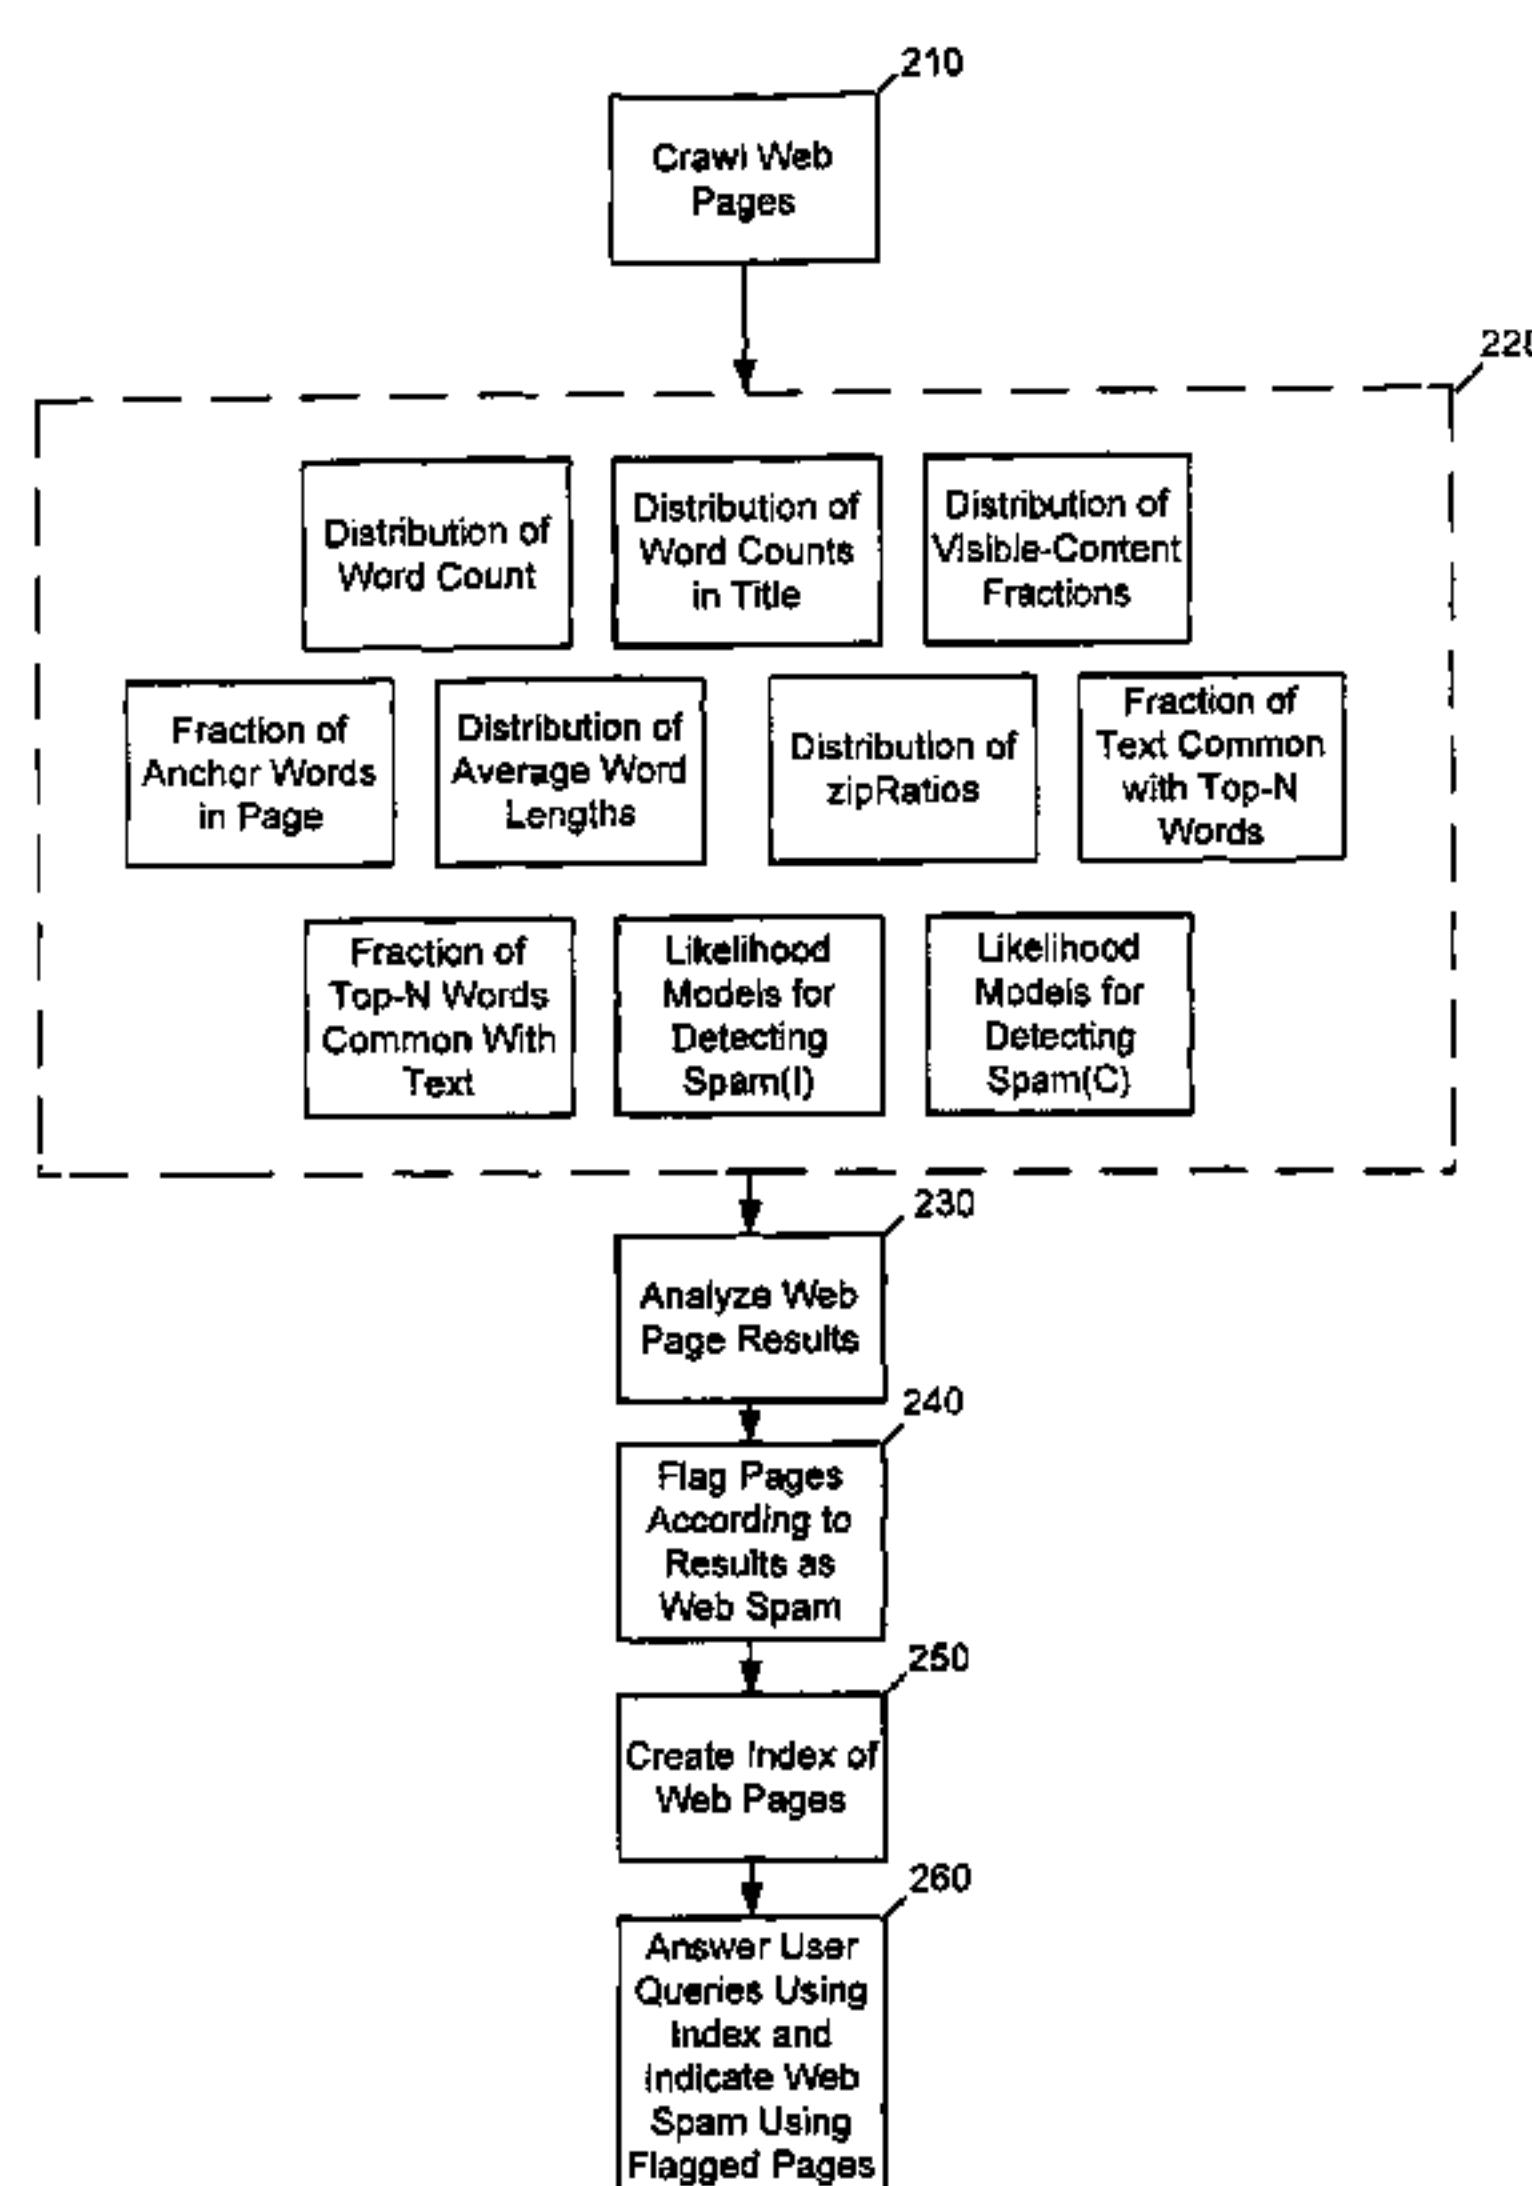 210
Crawl Web
Pages
220
Distribution of
Word Count
Distribution of
Word Counts
in Title
Distribution of
Visible-Content
Fractions
Fraction of
Anchor Words
in Page
Distribution of
Average Word
Lengths
Distribution of
zipRatios
Fraction of
Text Common
with Top-N
Words
Fraction of
Top-N Words
Common With
Text
Likelihood
Models for
Detecting
Spam(I)
Likelihood
Models for
Detecting
Spam(C)
230
Analyze Web
Page Results
240
Flag Pages
According to
Results as
Web Spam
250
Create Index of
Web Pages
260
Answer User
Queries Using
Index and
Indicate Web
Spam Using
Flagged Pages